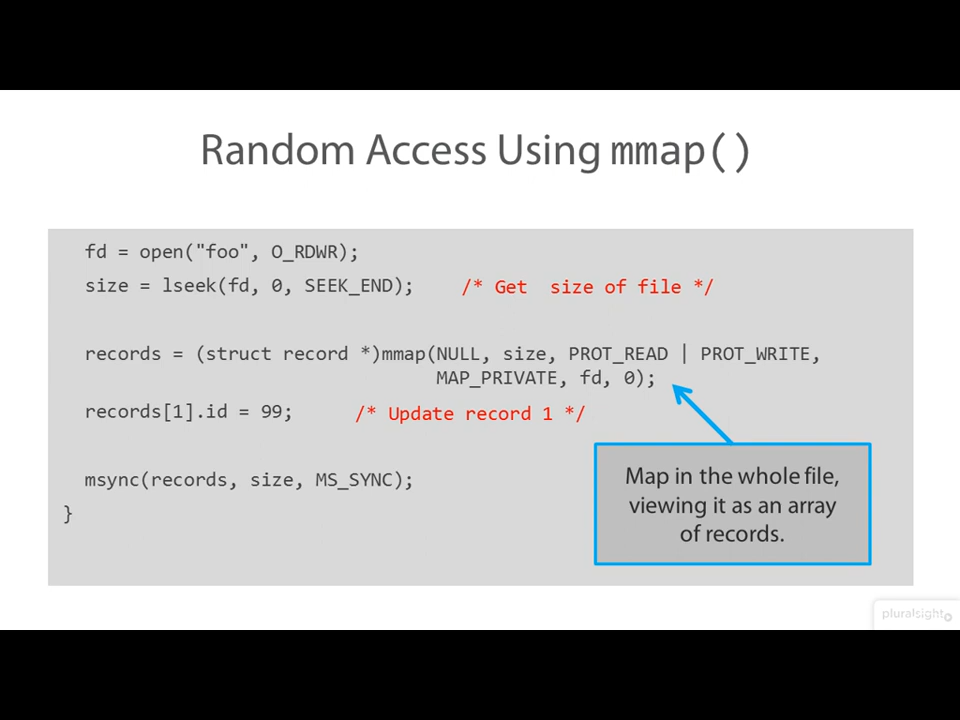 Random Access Using mmap()
fd = open("foo", O_RDWR);
size = lseek(fd, 0, SEEK_END); /* Get  size of file */
records = (struct record *)mmap(NULL, size, PROT_READ | PROT_WRITE,
MAP_PRIVATE, fd, 0);
records[1].id = 99; /* Update record 1 */
msync(records, size, MS_SYNC);
}
Map in the whole file,
viewing it as an array
of records.
pluralsight